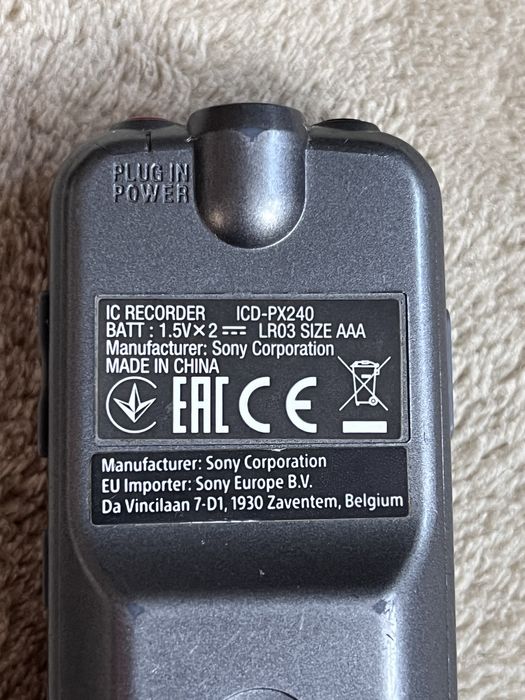 PLUG IN
POWER
IC RECORDER ICD-PX240
BATT : 1.5V×2 ⎓ LR03 SIZE AAA
Manufacturer: Sony Corporation
MADE IN CHINA
EAC CE
Manufacturer: Sony Corporation
EU Importer: Sony Europe B.V.
Da Vincilaan 7-D1, 1930 Zaventem, Belgium